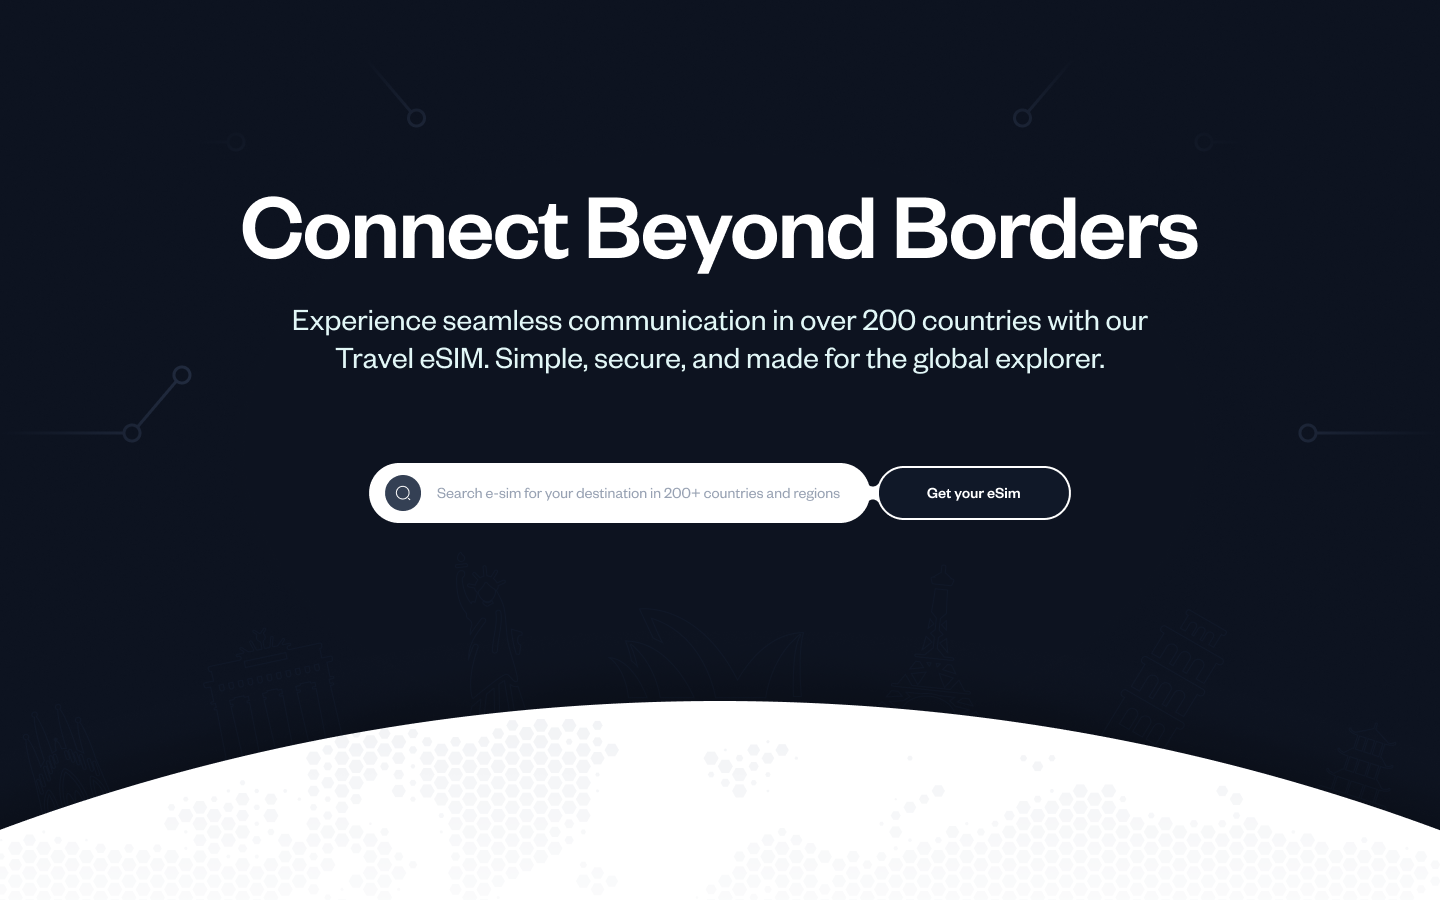 Connect Beyond Borders
Experience seamless communication in over 200 countries with our
Travel eSIM. Simple, secure, and made for the global explorer.
Search e-sim for your destination in 200+ countries and regions
Get your eSim